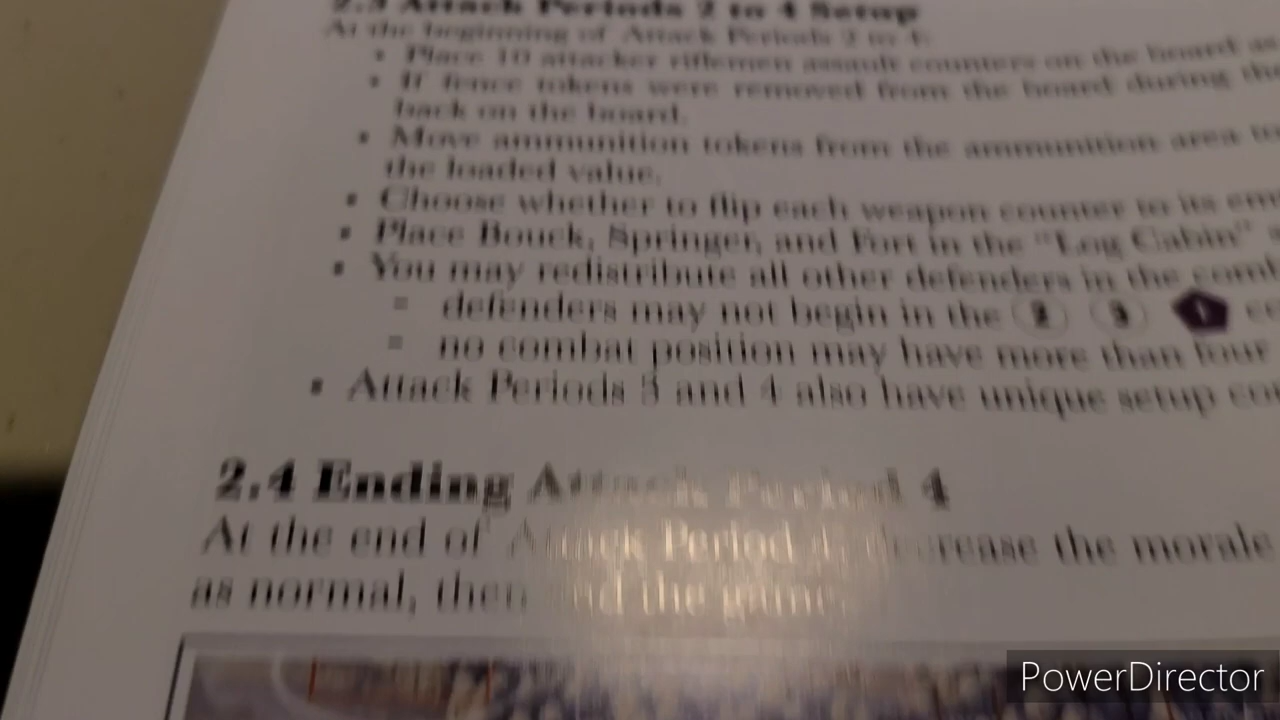 2.3 Attack Periods 2 to 4 Setup
At the beginning of Attack Periods 2 to 4:
• Place 10 attacker riflemen assault counters on the board as
• If fence tokens were removed from the board during the
back on the board.
• Move ammunition tokens from the ammunition area to
the loaded value.
• Choose whether to flip each weapon counter to its
• Place Bouck, Springer, and Fort in the "Log Cabin"
• You may redistribute all other defenders in the
defenders may not begin in the 2 3 1
no combat position may have more than four
• Attack Periods 3 and 4 also have unique setup
2.4 Ending Attack Period 4
At the end of Attack Period 4, decrease the morale
as normal, then end the game.
PowerDirector